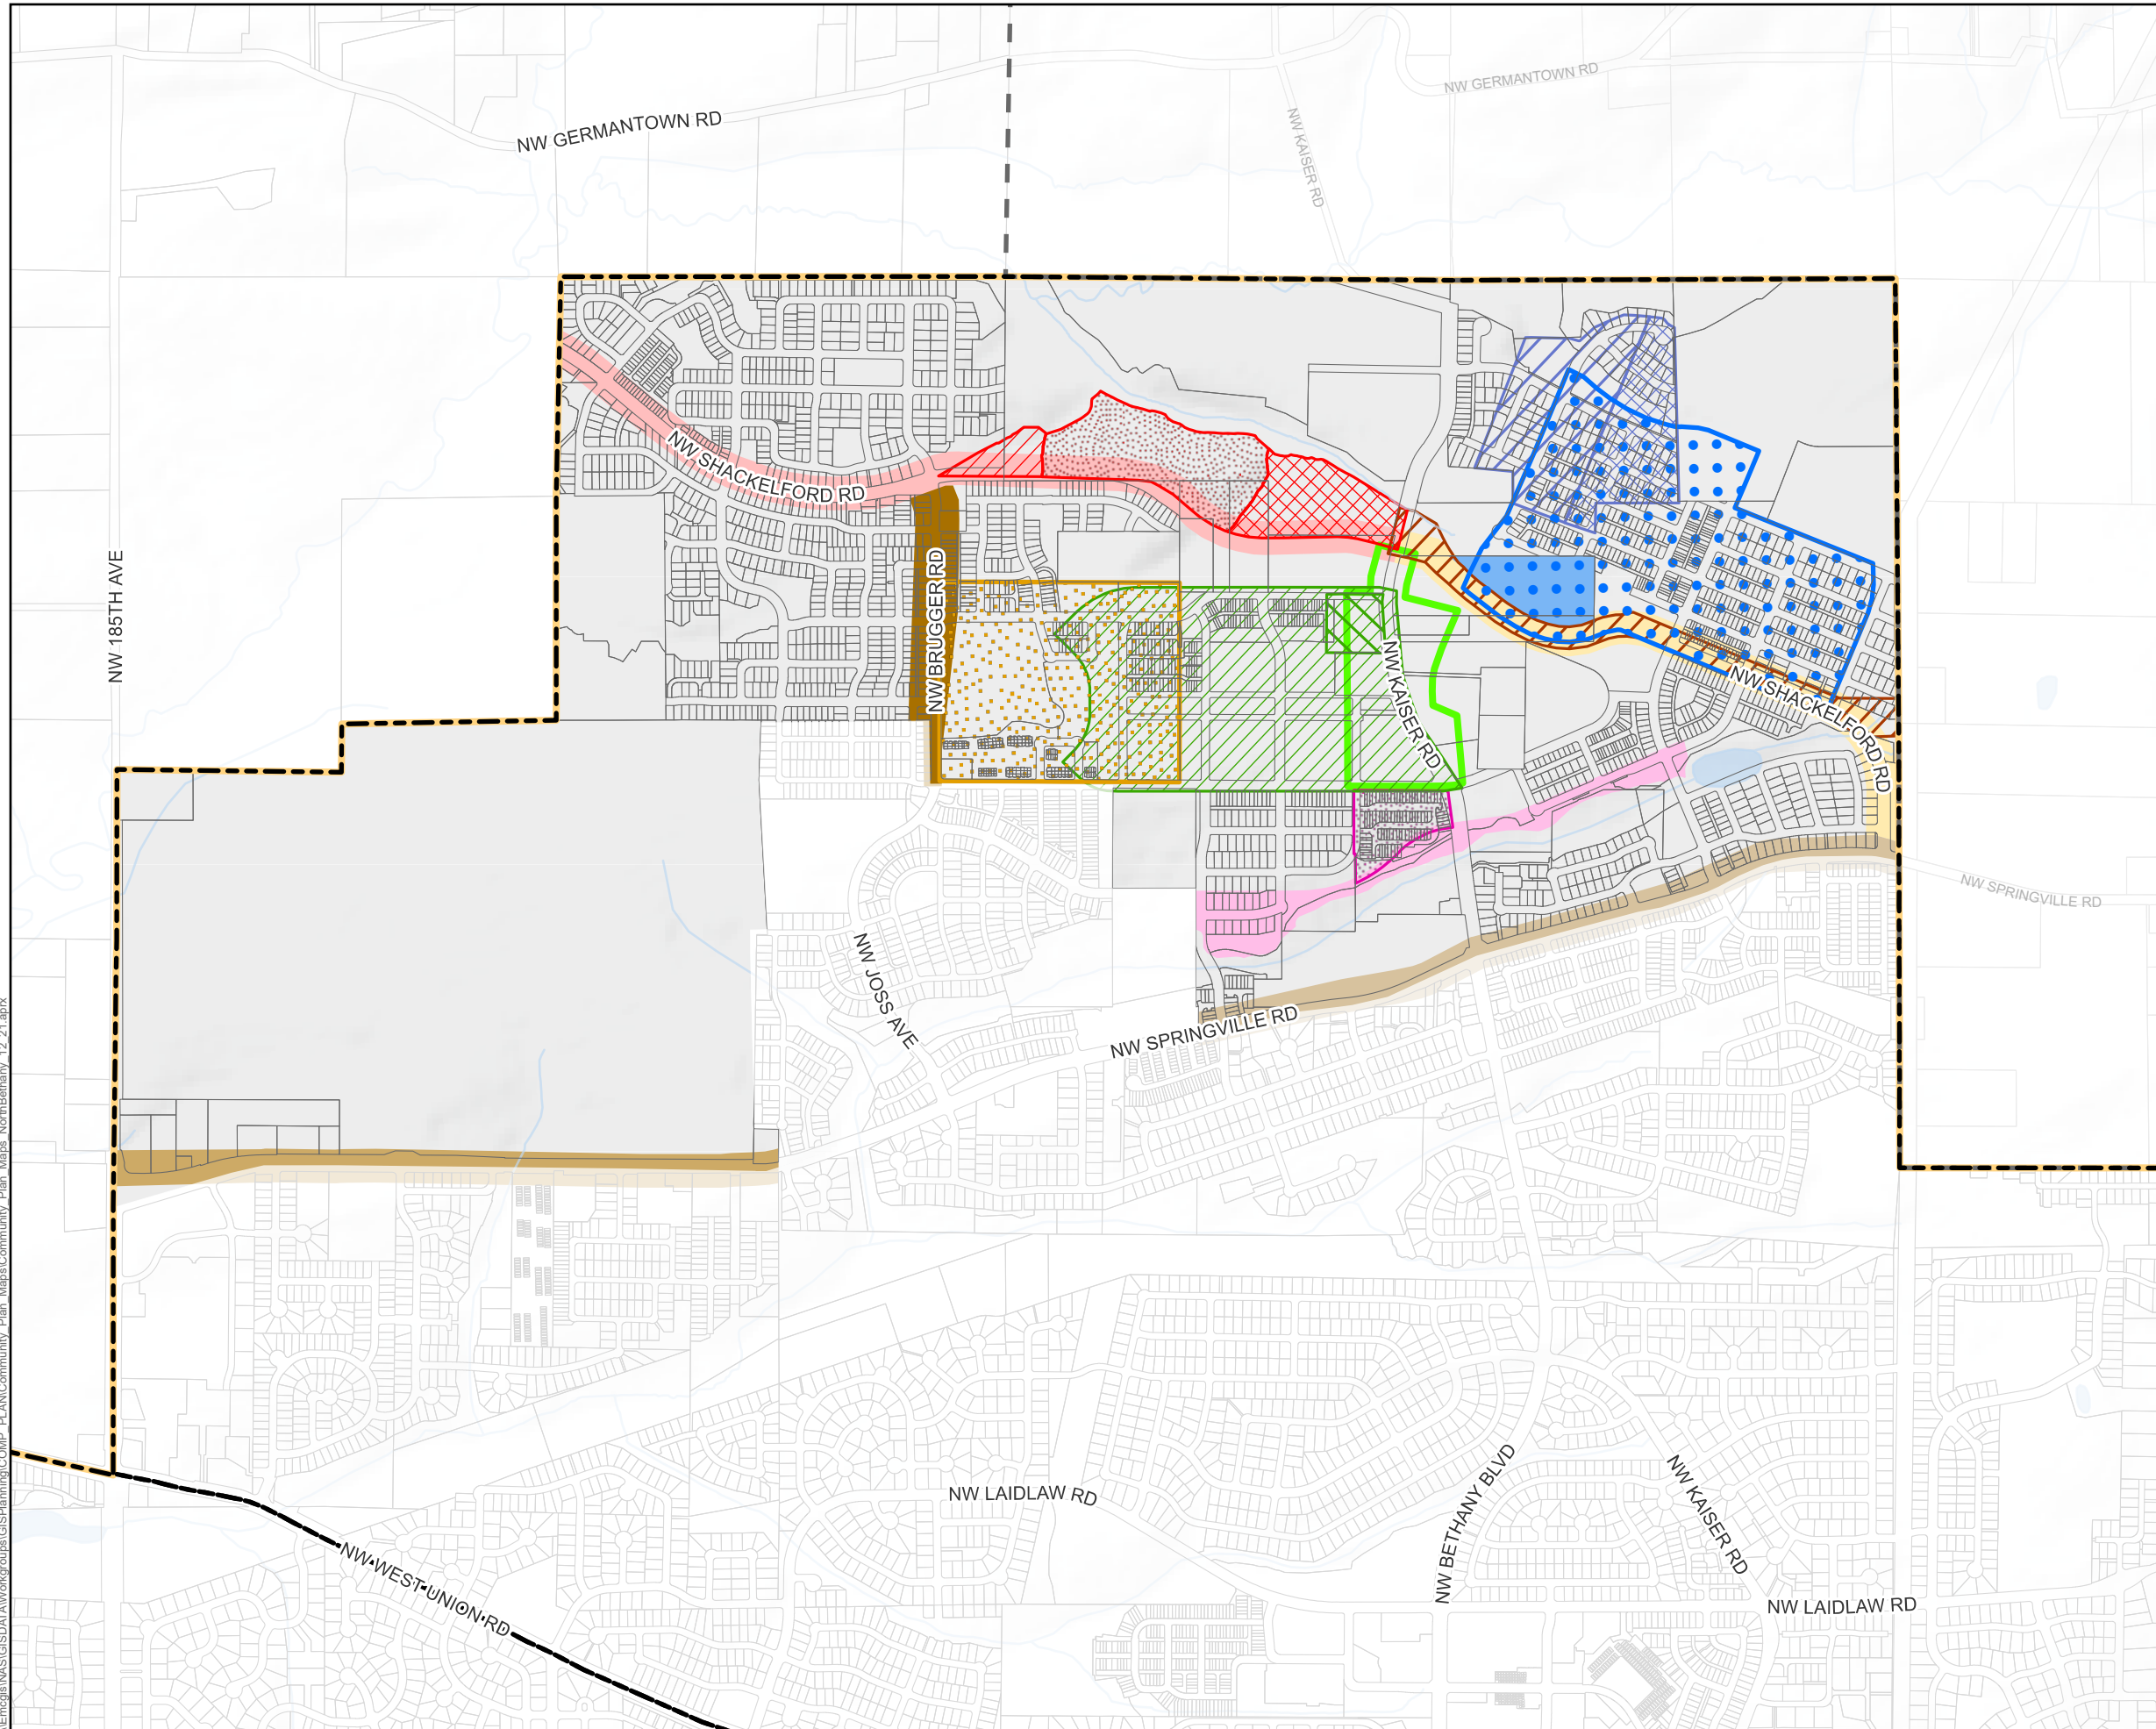 NW GERMANTOWN RD
NW GERMANTOWN RD
NW KAISER RD
NW SHACKELFORD RD
NW 185TH AVE
NW BRUGGER RD
NW KAISER RD
NW SHACKELFORD RD
NW SPRINGVILLE RD
NW JOSS AVE
NW SPRINGVILLE RD
NW LAIDLAW RD
NW BETHANY BLVD
NW KAISER RD
NW WEST UNION RD
NW LAIDLAW RD